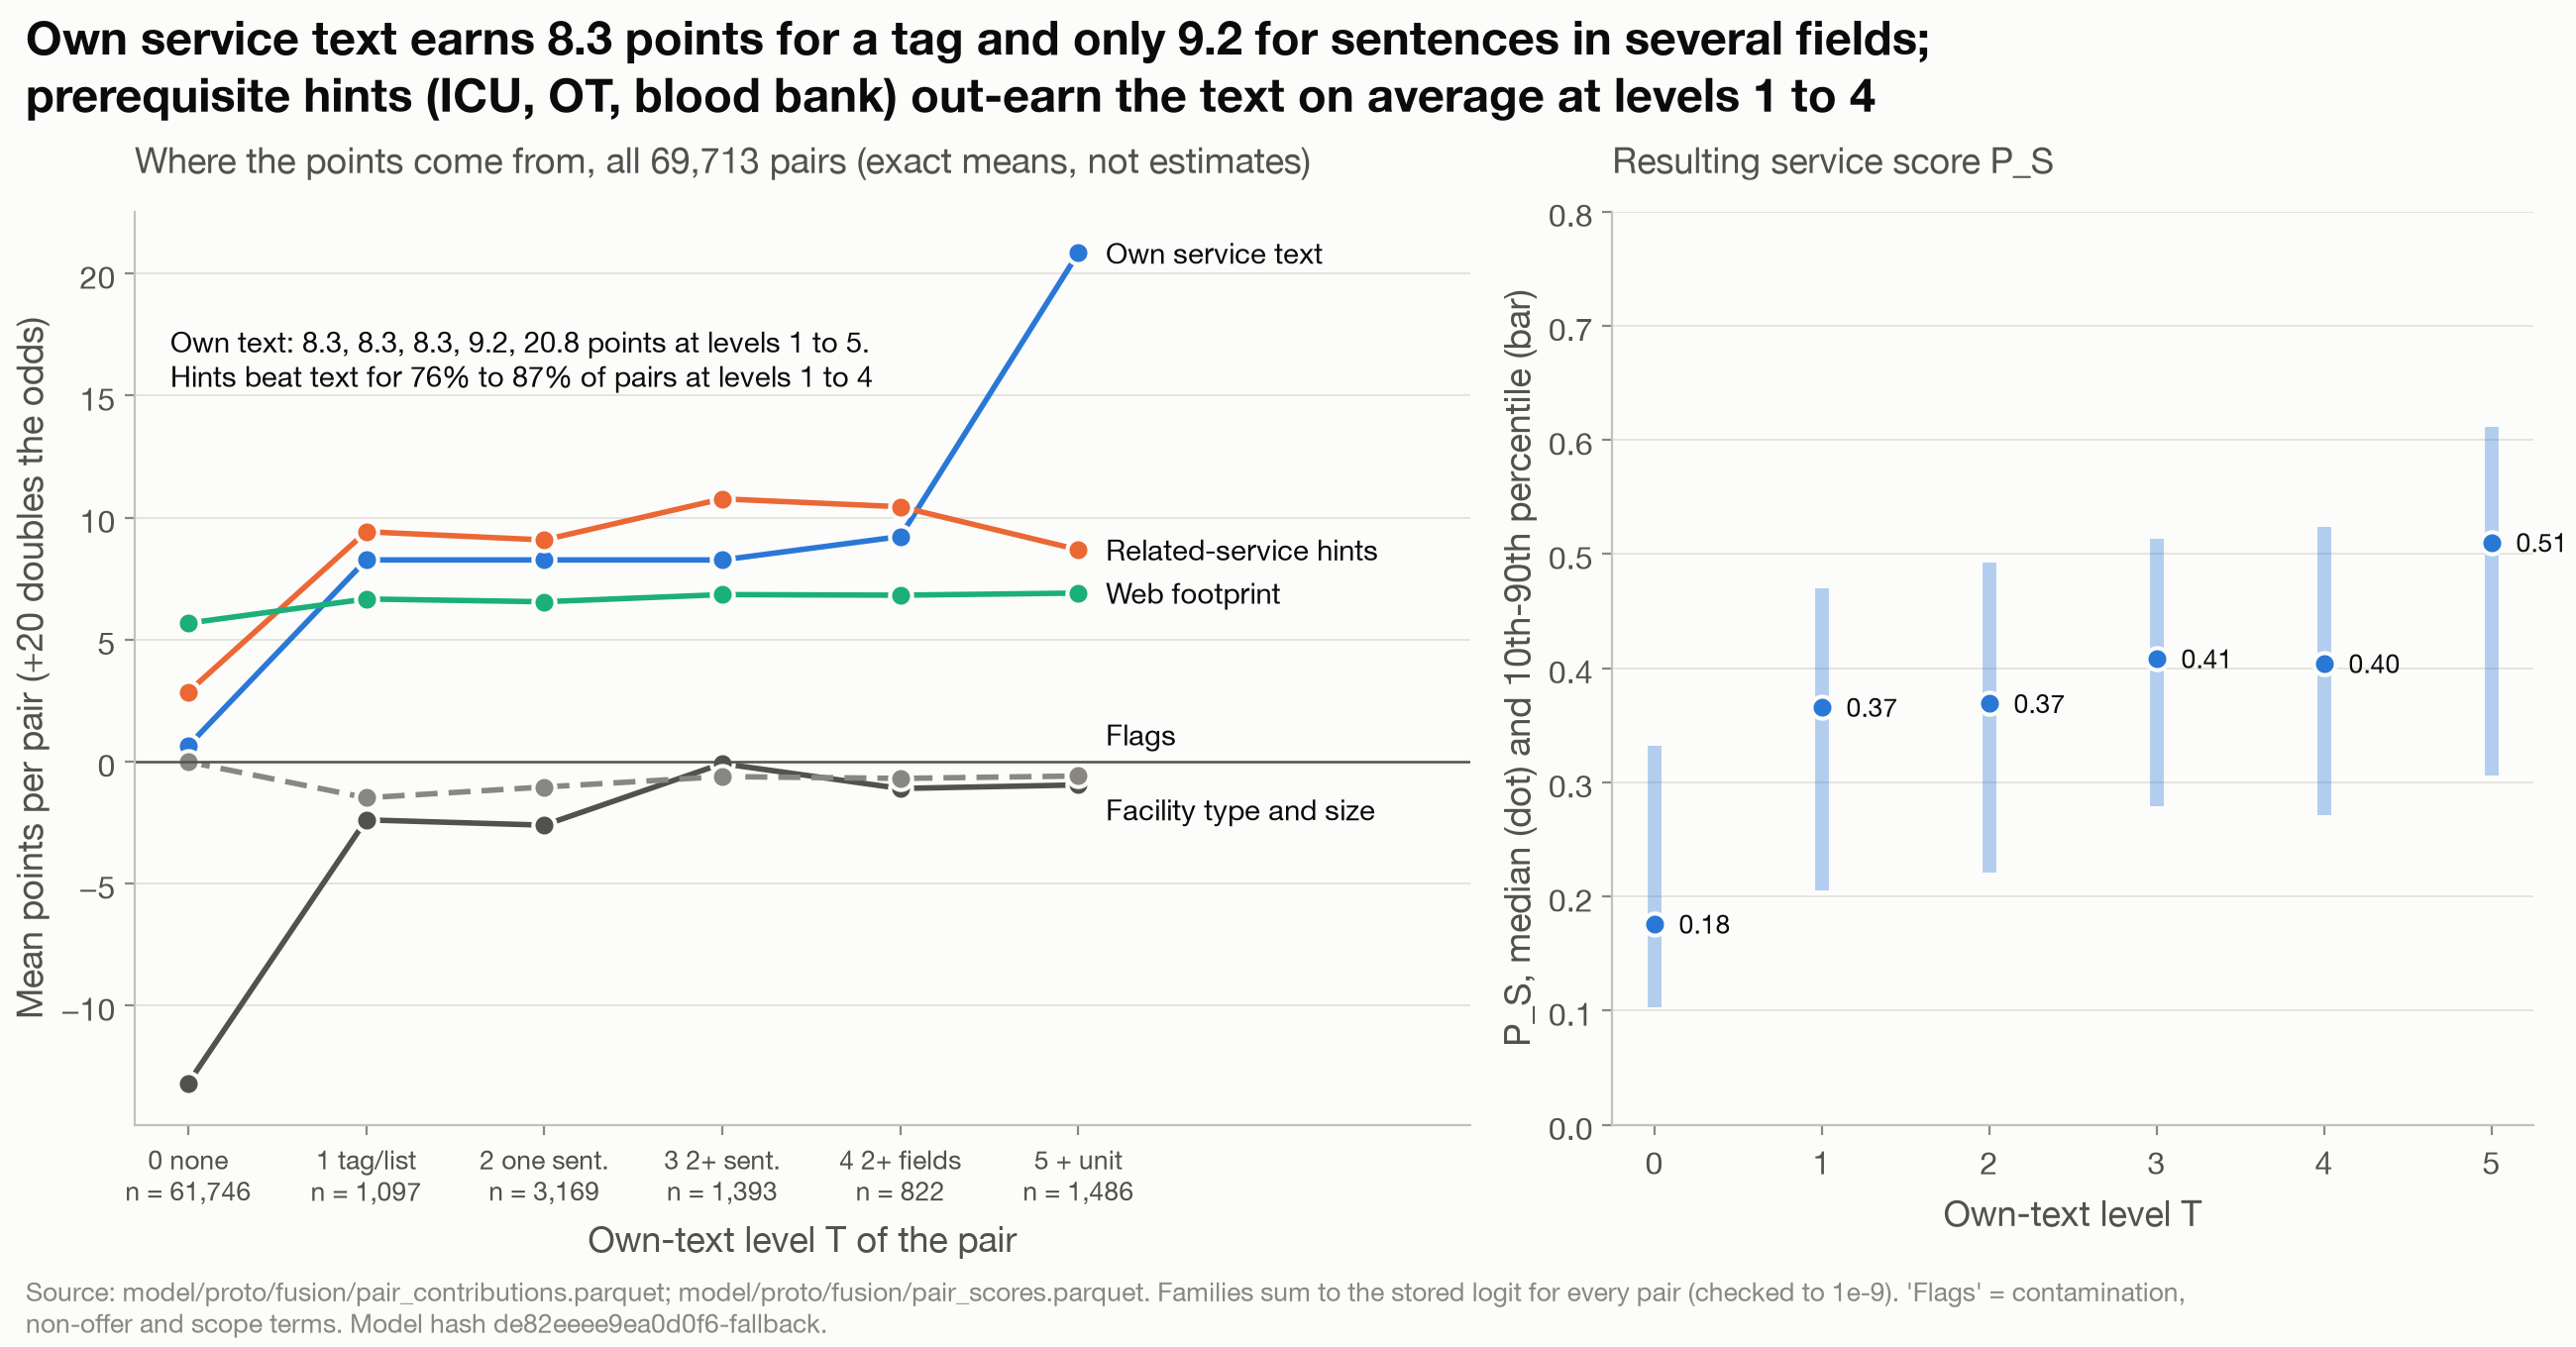 Own service text earns 8.3 points for a tag and only 9.2 for sentences in several fields;
prerequisite hints (ICU, OT, blood bank) out-earn the text on average at levels 1 to 4
Where the points come from, all 69,713 pairs (exact means, not estimates)
Mean points per pair (+20 doubles the odds)
20
15
10
5
0
−5
−10
Own text: 8.3, 8.3, 8.3, 9.2, 20.8 points at levels 1 to 5.
Hints beat text for 76% to 87% of pairs at levels 1 to 4
Own service text
Related-service hints
Web footprint
Flags
Facility type and size
0 none
n = 61,746
1 tag/list
n = 1,097
2 one sent.
n = 3,169
3 2+ sent.
n = 1,393
4 2+ fields
n = 822
5 + unit
n = 1,486
Own-text level T of the pair
Resulting service score P_S
P_S, median (dot) and 10th-90th percentile (bar)
0.8
0.7
0.6
0.5
0.4
0.3
0.2
0.1
0.0
0.18
0.37
0.37
0.41
0.40
0.51
0
1
2
3
4
5
Own-text level T
Source: model/proto/fusion/pair_contributions.parquet; model/proto/fusion/pair_scores.parquet. Families sum to the stored logit for every pair (checked to 1e-9). 'Flags' = contamination,
non-offer and scope terms. Model hash de82eeee9ea0d0f6-fallback.